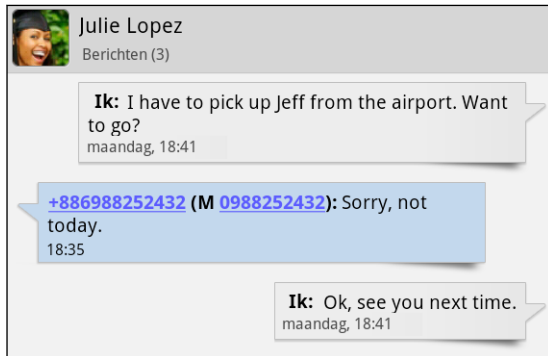 Julie Lopez
Berichten (3)
Ik: I have to pick up Jeff from the airport. Want
to go?
maandag, 18:41
+886988252432 (M 0988252432): Sorry, not
today.
18:35
Ik: Ok, see you next time.
maandag, 18:41